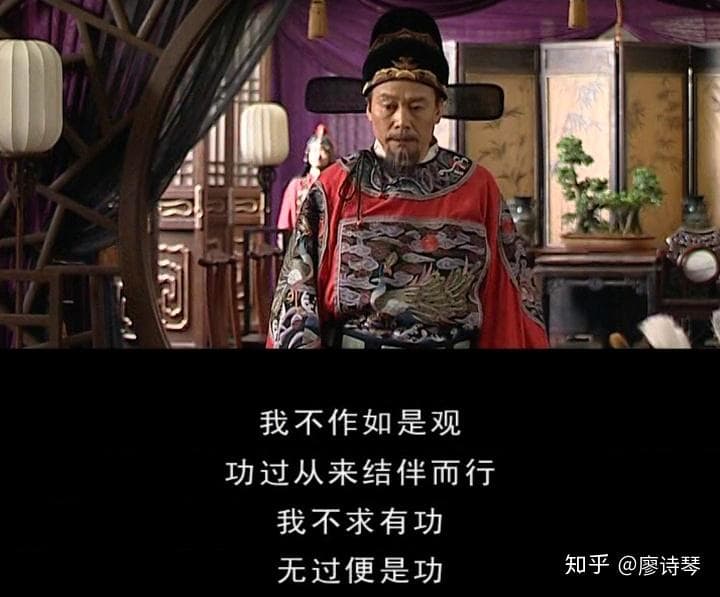 我不作如是观
功过从来结伴而行
我不求有功
无过便是功
知乎 @廖诗琴